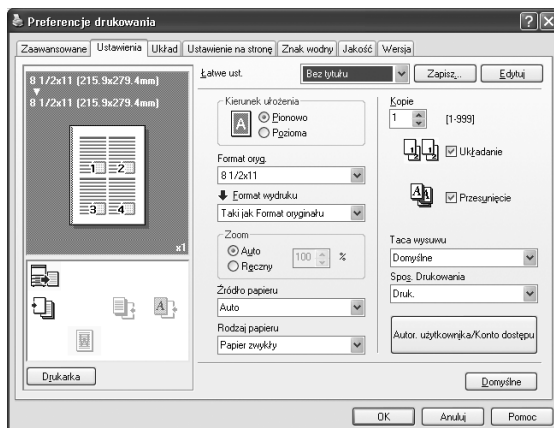 Preferencje drukowania
Zaawansowane Ustawienia Układ Ustawienie na stronę Znak wodny Jakość Wersja
8 1/2x11 (215.9x279.4mm)
8 1/2x11 (215.9x279.4mm)
1 2
3 4
x1
Drukarka
Łatwe ust. Bez tytułu Zapisz... Edytuj
Kierunek ułożenia
A
Pionowo
Pozioma
Format oryg.
8 1/2x11
Format wydruku
Taki jak Format oryginału
Zoom
Auto
Ręczny
100 %
Źródło papieru
Auto
Rodzaj papieru
Papier zwykły
Kopie
1 [1-999]
Układanie
Przesunięcie
Taca wysuwu
Domyślne
Spos. Drukowania
Druk.
Autor. użytkownika/Konto dostępu
Domyślne
OK Anuluj Pomoc